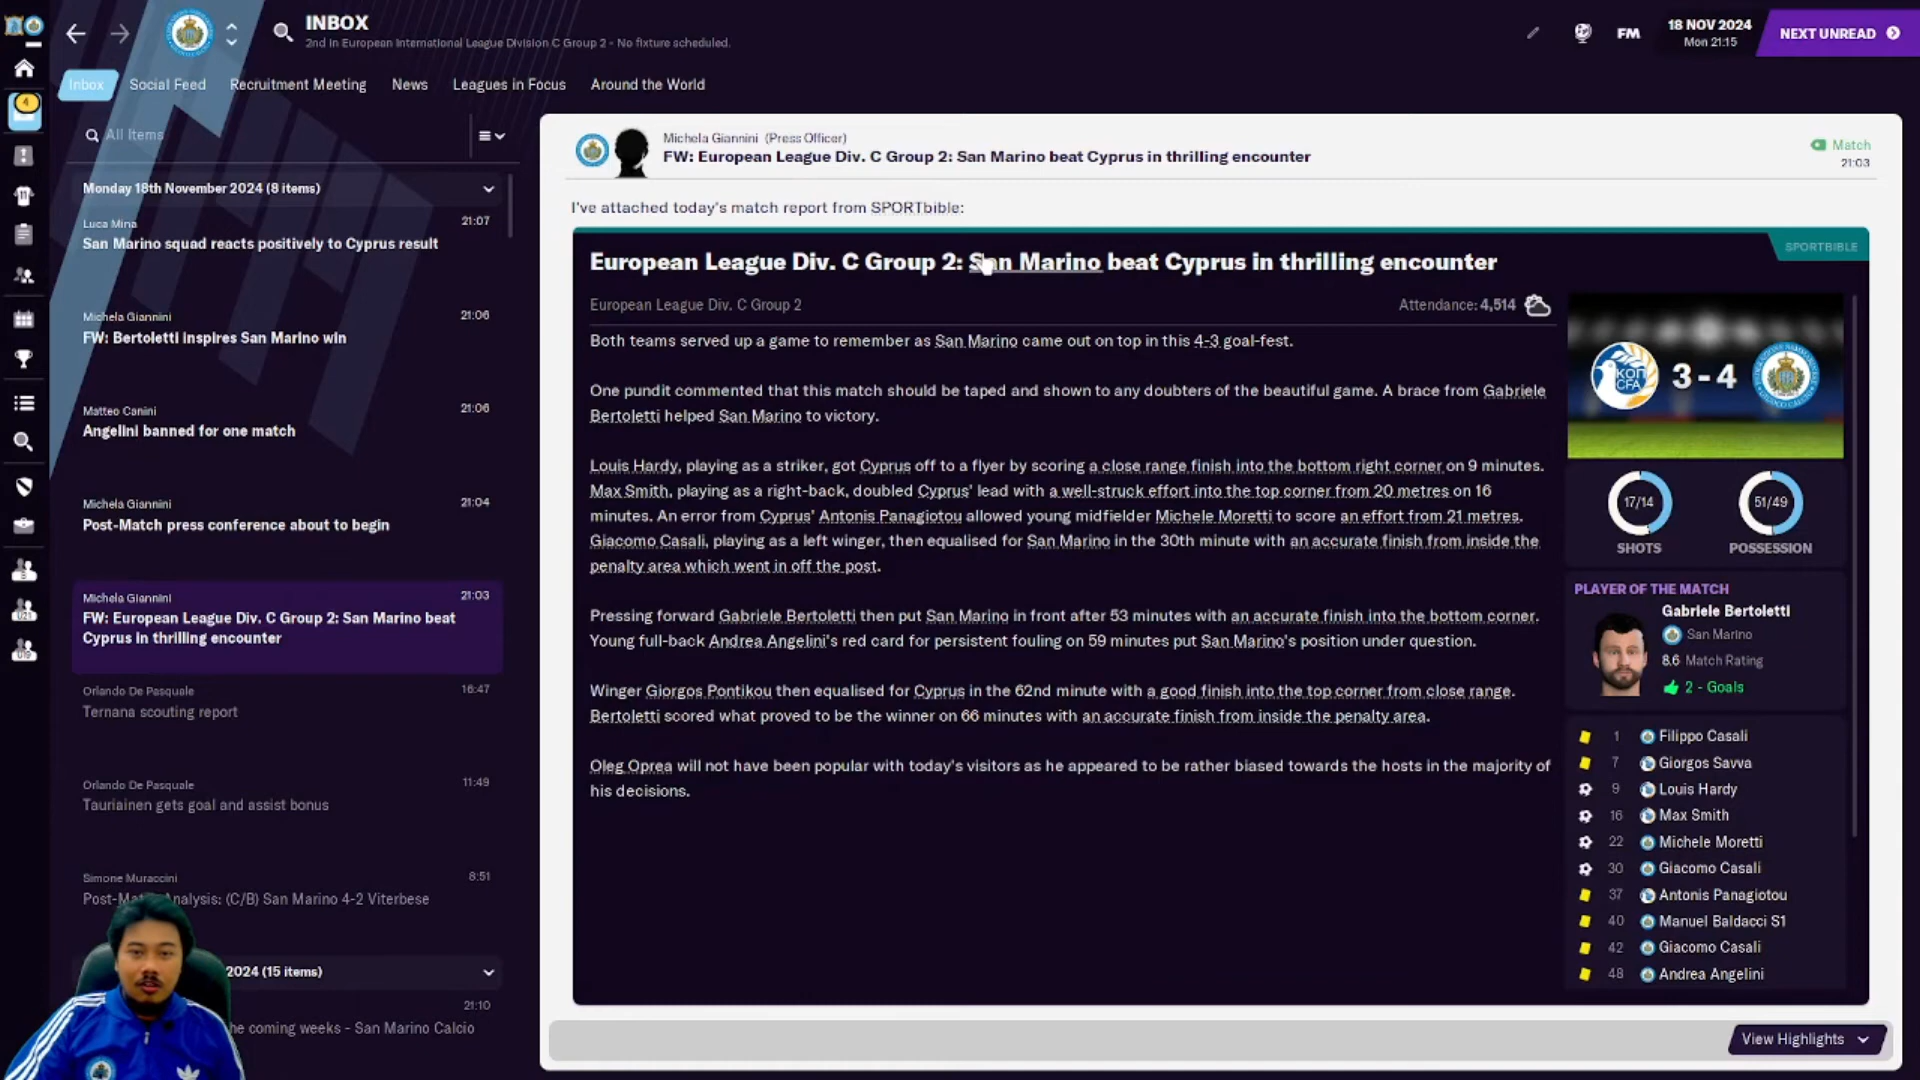 INBOX
2nd in European International League Division C Group 2 - No fixture scheduled.
FM
18 NOV 2024
Mon 21:15
NEXT UNREAD
Inbox
Social Feed
Recruitment Meeting
News
Leagues in Focus
Around the World
4
All Items
Monday 18th November 2024 (8 items)
Luca Mina
21:07
San Marino squad reacts positively to Cyprus result
Michela Giannini
21:06
FW: Bertoletti inspires San Marino win
Matteo Canini
21:06
Angelini banned for one match
Michela Giannini
21:04
Post-Match press conference about to begin
Michela Giannini
21:03
FW: European League Div. C Group 2: San Marino beat
Cyprus in thrilling encounter
Orlando De Pasquale
16:47
Ternana scouting report
Orlando De Pasquale
11:49
Tauriainen gets goal and assist bonus
Simone Muraccini
8:51
Post-Match Analysis: (C/B) San Marino 4-2 Viterbese
2024 (15 items)
21:10
he coming weeks - San Marino Calcio
Michela Giannini (Press Officer)
FW: European League Div. C Group 2: San Marino beat Cyprus in thrilling encounter
Match
21:03
I've attached today's match report from SPORTbible:
SPORTBIBLE
European League Div. C Group 2: San Marino beat Cyprus in thrilling encounter
European League Div. C Group 2
Attendance: 4,514
Both teams served up a game to remember as San Marino came out on top in this 4-3 goal-fest.
One pundit commented that this match should be taped and shown to any doubters of the beautiful game. A brace from Gabriele
Bertoletti helped San Marino to victory.
Louis Hardy, playing as a striker, got Cyprus off to a flyer by scoring a close range finish into the bottom right corner on 9 minutes.
Max Smith, playing as a right-back, doubled Cyprus' lead with a well-struck effort into the top corner from 20 metres on 16
minutes. An error from Cyprus' Antonis Panagiotou allowed young midfielder Michele Moretti to score an effort from 21 metres.
Giacomo Casali, playing as a left winger, then equalised for San Marino in the 30th minute with an accurate finish from inside the
penalty area which went in off the post.
Pressing forward Gabriele Bertoletti then put San Marino in front after 53 minutes with an accurate finish into the bottom corner.
Young full-back Andrea Angelini's red card for persistent fouling on 59 minutes put San Marino's position under question.
Winger Giorgos Pontikou then equalised for Cyprus in the 62nd minute with a good finish into the top corner from close range.
Bertoletti scored what proved to be the winner on 66 minutes with an accurate finish from inside the penalty area.
Oleg Oprea will not have been popular with today's visitors as he appeared to be rather biased towards the hosts in the majority of
his decisions.
ΚΟΠ
CFA
3 - 4
17/14
SHOTS
51/49
POSSESSION
PLAYER OF THE MATCH
Gabriele Bertoletti
San Marino
8.6 Match Rating
2 - Goals
1 Filippo Casali
7 Giorgos Savva
9 Louis Hardy
16 Max Smith
22 Michele Moretti
30 Giacomo Casali
37 Antonis Panagiotou
40 Manuel Baldacci S1
42 Giacomo Casali
48 Andrea Angelini
View Highlights